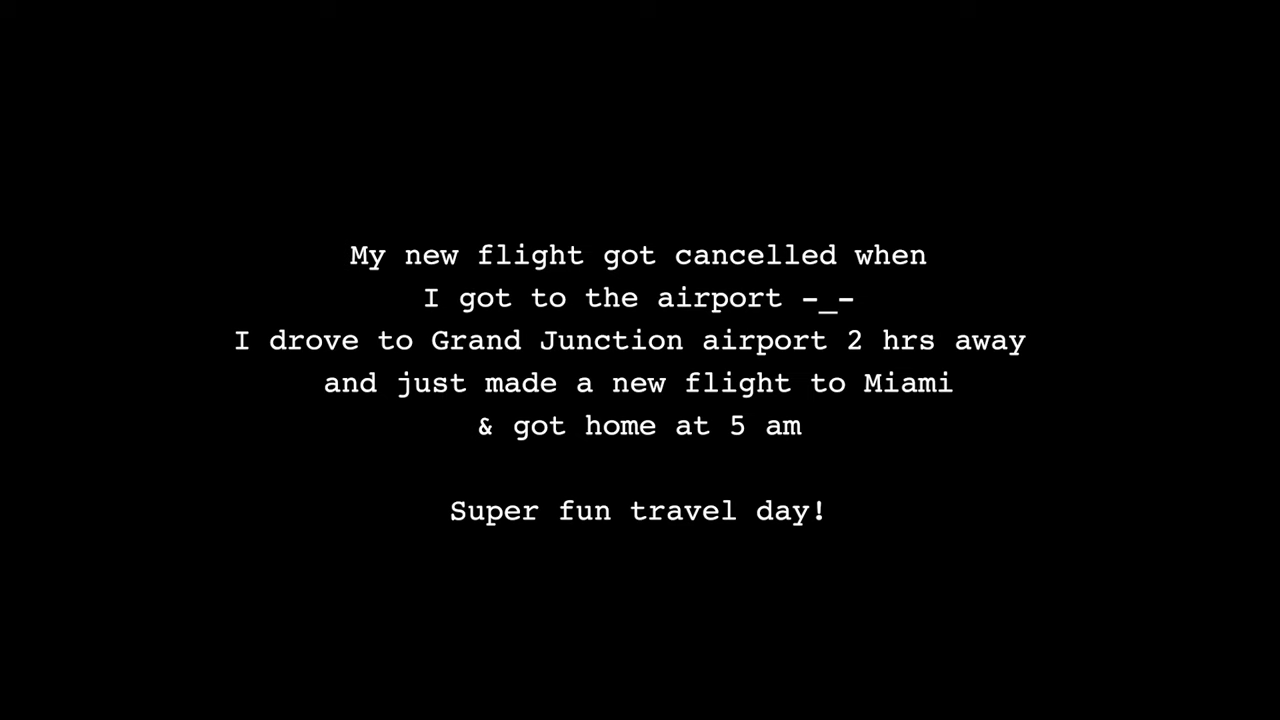 My new flight got cancelled when
I got to the airport -_-
I drove to Grand Junction airport 2 hrs away
and just made a new flight to Miami
& got home at 5 am
Super fun travel day!